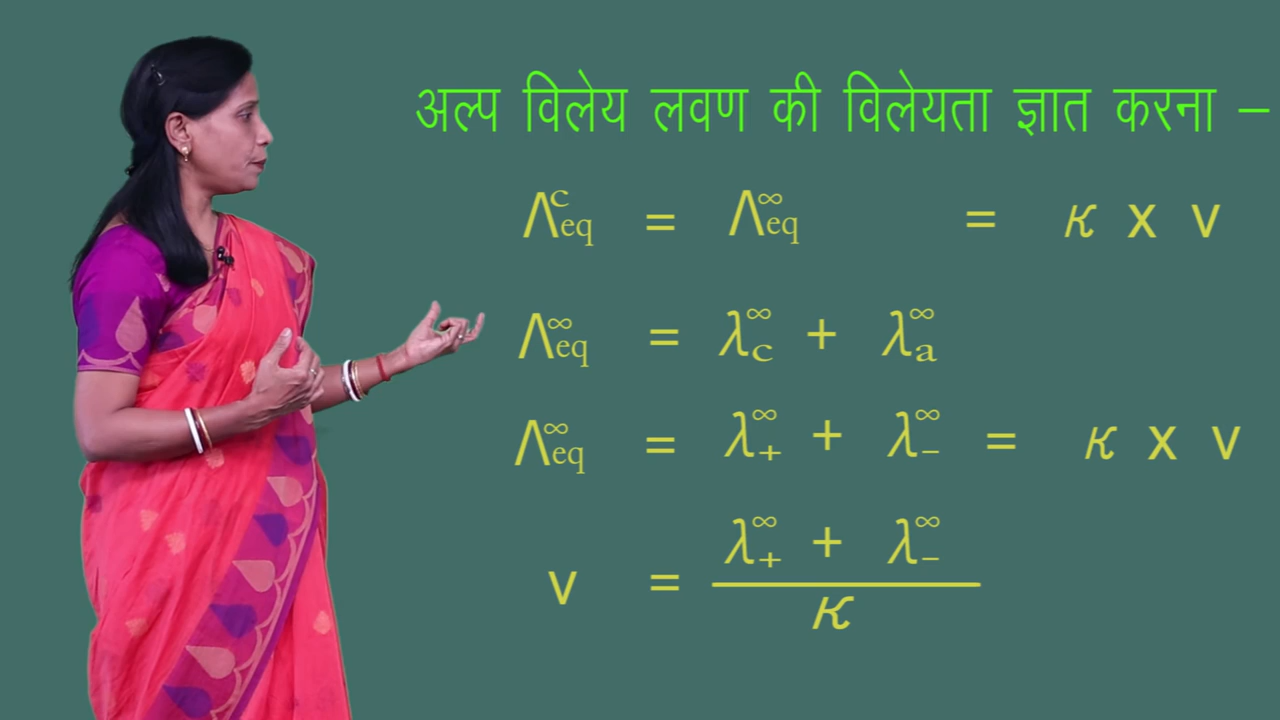 अल्प विलेय लवण की विलेयता ज्ञात करना –
Λ^c_eq = Λ^∞_eq = κ x v
Λ^∞_eq = λ^∞_c + λ^∞_a
Λ^∞_eq = λ^∞_+ + λ^∞_- = κ x v
λ^∞_+ + λ^∞_-
v = 
κ